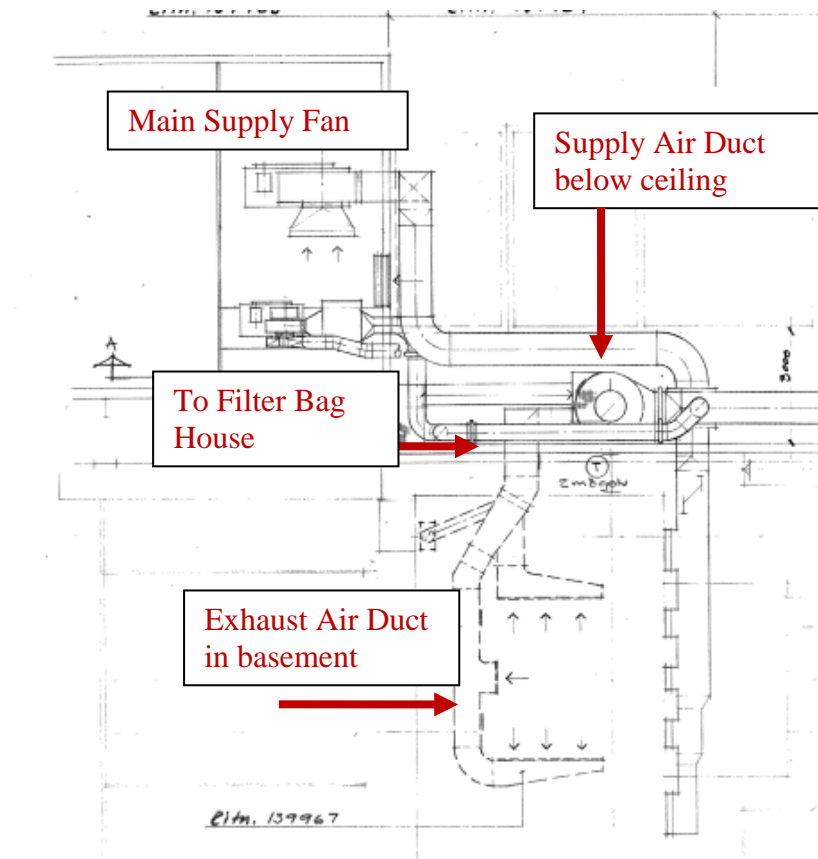 Main Supply Fan
Supply Air Duct
below ceiling
A
3000
To Filter Bag
House
T
Exhaust Air Duct
in basement
139967